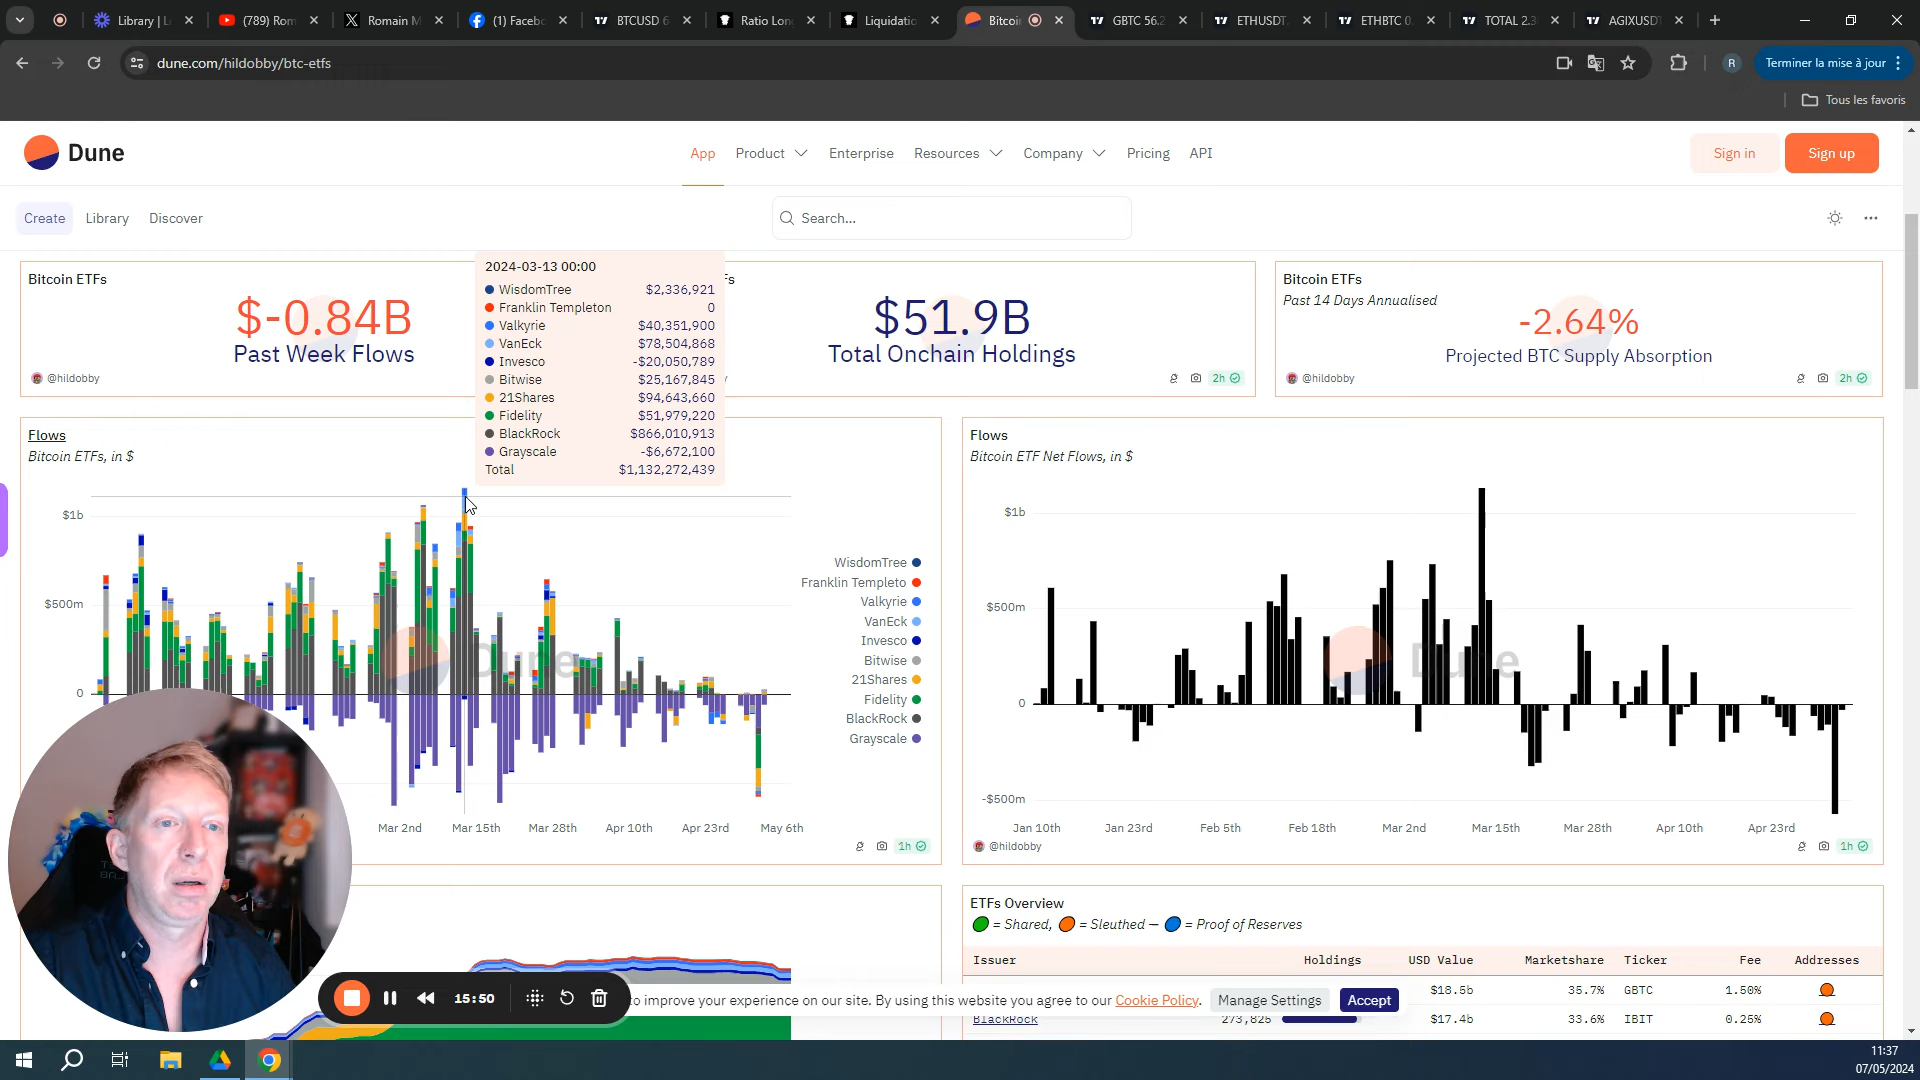 Library | L
(789) Rom
Romain M
(1) Facebo
BTCUSD 6
Ratio Lon
Liquidatio
Bitcoi
GBTC 56.2
ETHUSDT
ETHBTC 0.
TOTAL 2.3
AGIXUSDT
dune.com/hildobby/btc-etfs
R
Terminer la mise à jour
Tous les favoris
Dune
App
Product
Enterprise
Resources
Company
Pricing
API
Sign in
Sign up
Create
Library
Discover
Search...
Bitcoin ETFs
$-0.84B
Past Week Flows
@hildobby
2024-03-13 00:00
WisdomTree $2,336,921
Franklin Templeton 0
Valkyrie $40,351,900
VanEck $78,504,868
Invesco -$20,050,789
Bitwise $25,167,845
21Shares $94,643,660
Fidelity $51,979,220
BlackRock $866,010,913
Grayscale -$6,672,100
Total $1,132,272,439
Fs
$51.9B
Total Onchain Holdings
2h
Bitcoin ETFs
Past 14 Days Annualised
-2.64%
Projected BTC Supply Absorption
@hildobby
2h
Flows
Bitcoin ETFs, in $
$1b
$500m
0
Mar 2nd
Mar 15th
Mar 28th
Apr 10th
Apr 23rd
May 6th
Dune
WisdomTree
Franklin Templeto
Valkyrie
VanEck
Invesco
Bitwise
21Shares
Fidelity
BlackRock
Grayscale
1h
Flows
Bitcoin ETF Net Flows, in $
$1b
$500m
0
-$500m
Dune
Jan 10th
Jan 23rd
Feb 5th
Feb 18th
Mar 2nd
Mar 15th
Mar 28th
Apr 10th
Apr 23rd
@hildobby
1h
ETFs Overview
= Shared, = Sleuthed — = Proof of Reserves
Issuer Holdings USD Value Marketshare Ticker Fee Addresses
$18.5b 35.7% GBTC 1.50%
BlackRock 273,825 $17.4b 33.6% IBIT 0.25%
15:50
to improve your experience on our site. By using this website you agree to our Cookie Policy.
Manage Settings
Accept
11:37
07/05/2024